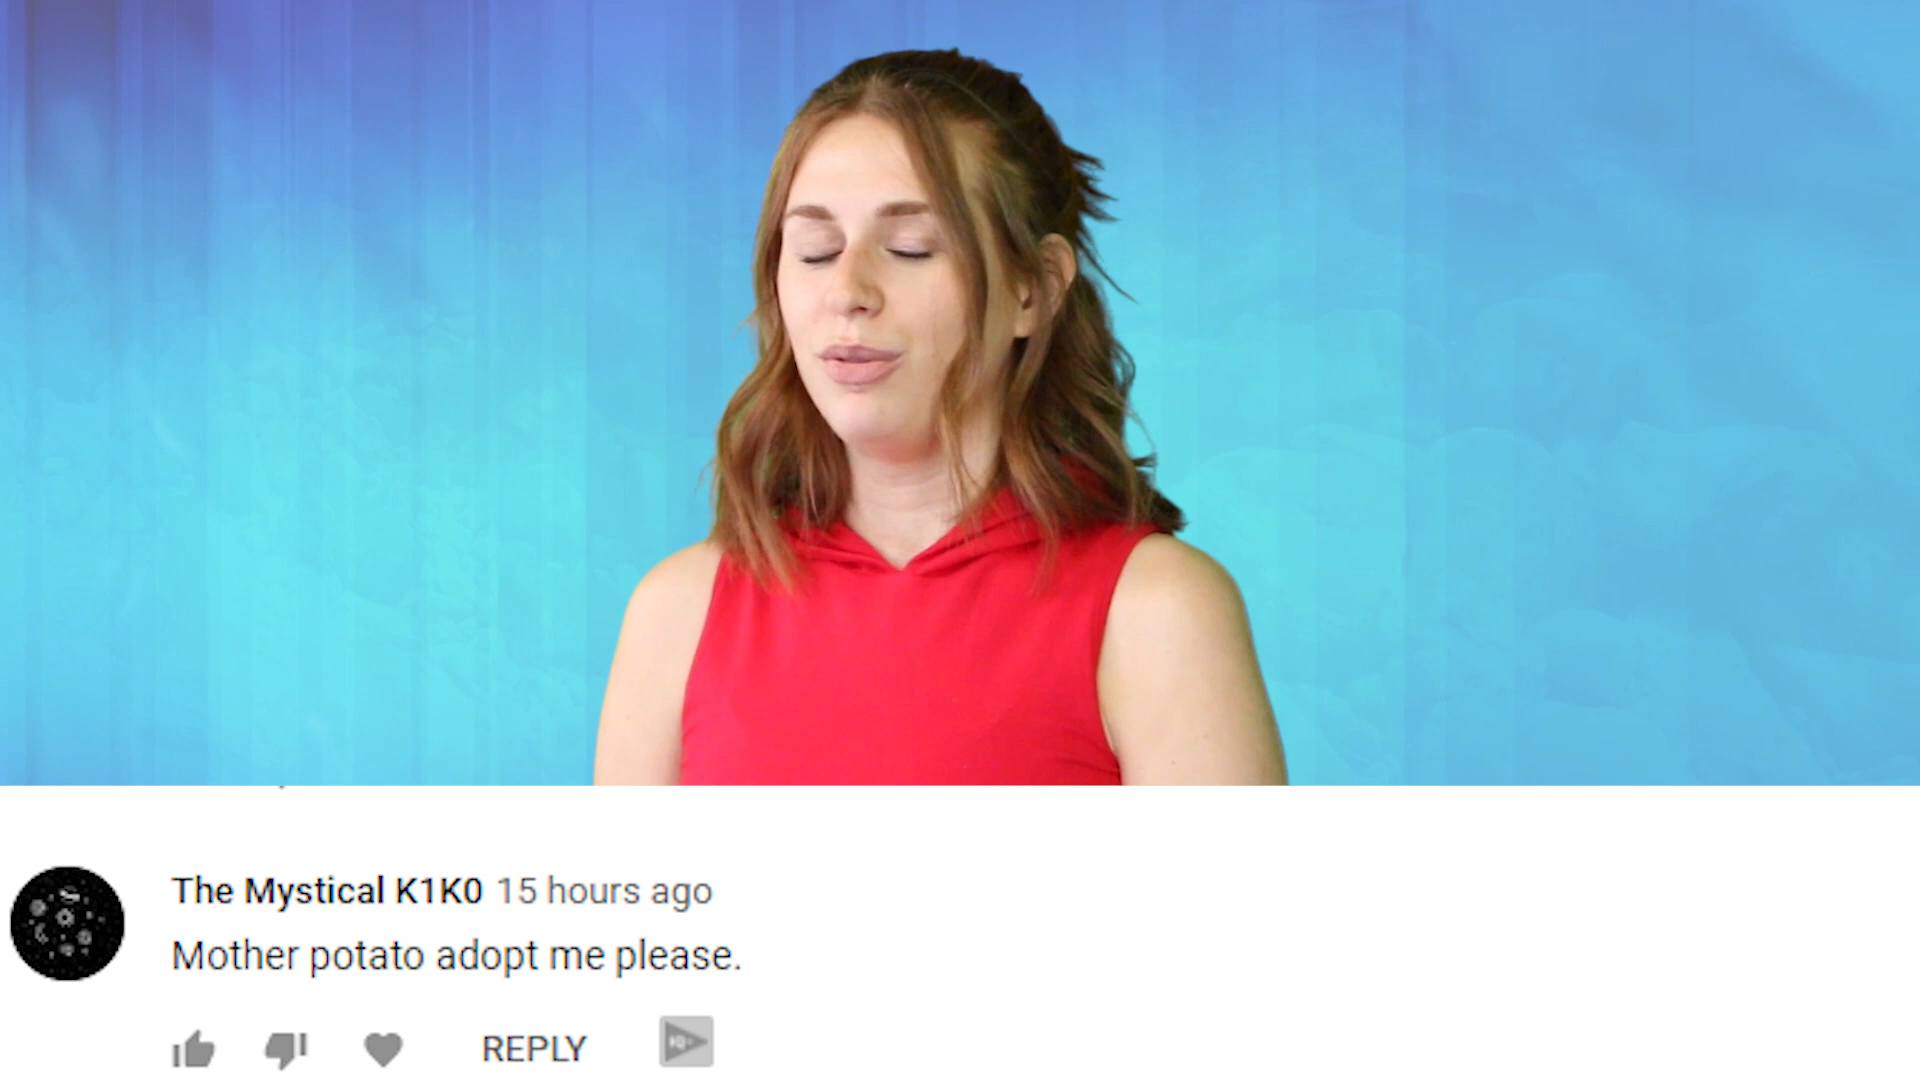 The Mystical K1K0 15 hours ago
Mother potato adopt me please.
REPLY